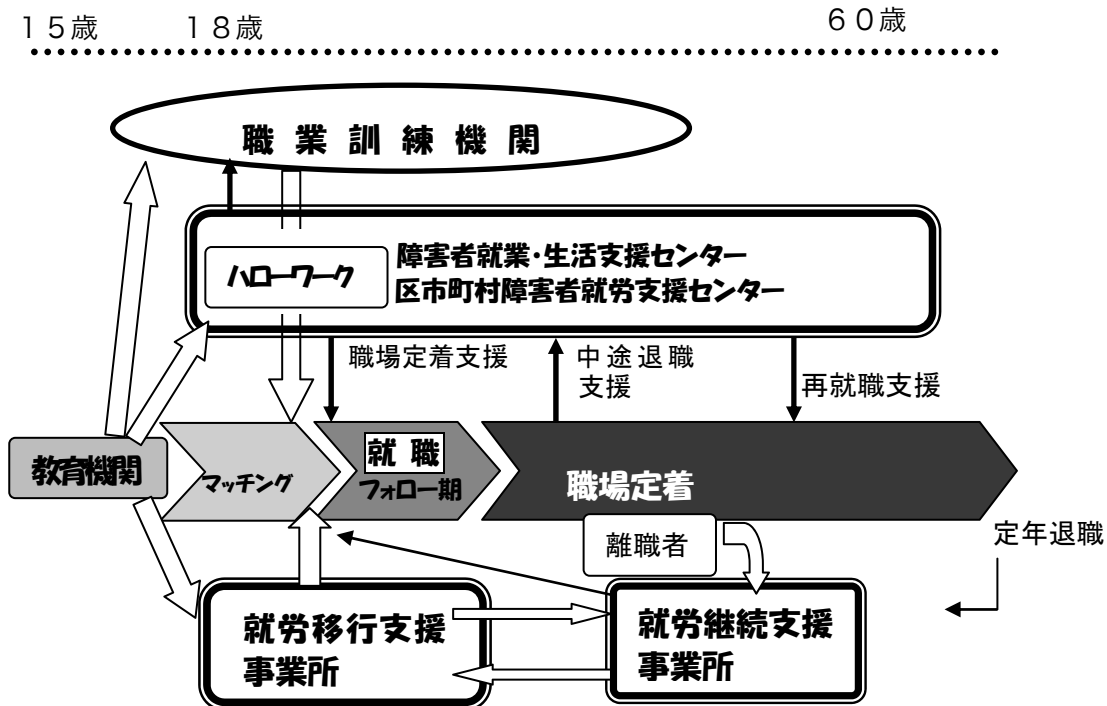 １５歳 １８歳 ６０歳
職業訓練機関
ハローワーク
障害者就業・生活支援センター
区市町村障害者就労支援センター
職場定着支援
中途退職
支援
再就職支援
教育機関
マッチング
就職
フォロー期
職場定着
離職者
定年退職
就労移行支援
事業所
就労継続支援
事業所